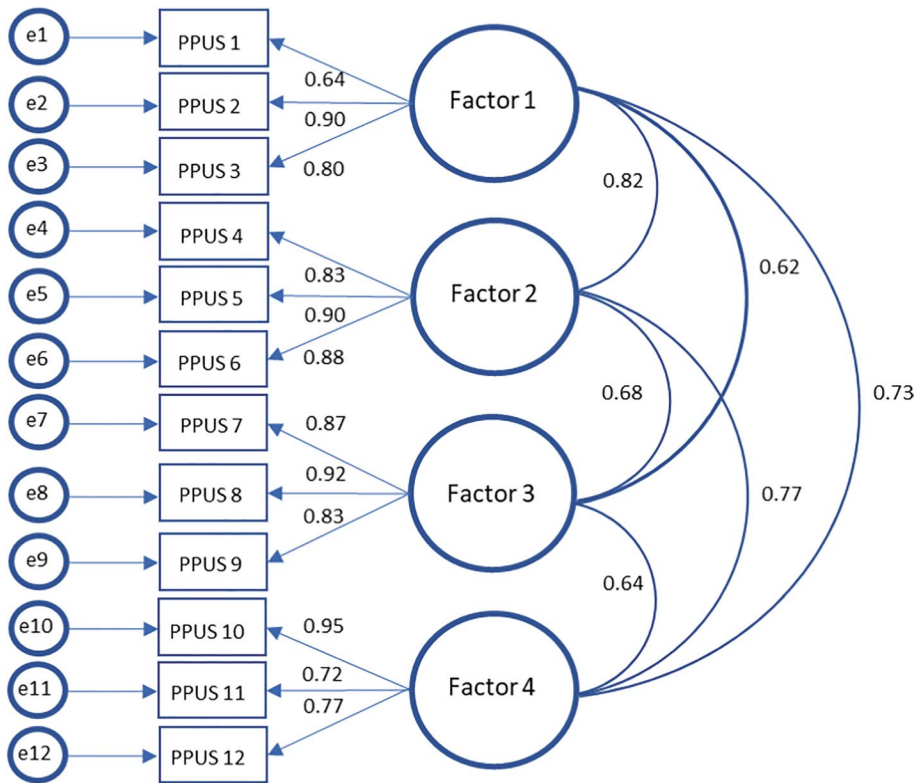 e1
PPUS 1
0.64
Factor 1
e2
PPUS 2
0.90
e3
PPUS 3
0.80
0.82
e4
PPUS 4
0.83
0.62
e5
PPUS 5
Factor 2
0.90
e6
PPUS 6
0.88
0.68
0.73
e7
PPUS 7
0.87
e8
PPUS 8
0.92
Factor 3
0.77
0.83
e9
PPUS 9
0.64
e10
PPUS 10
0.95
e11
PPUS 11
0.72
Factor 4
0.77
e12
PPUS 12